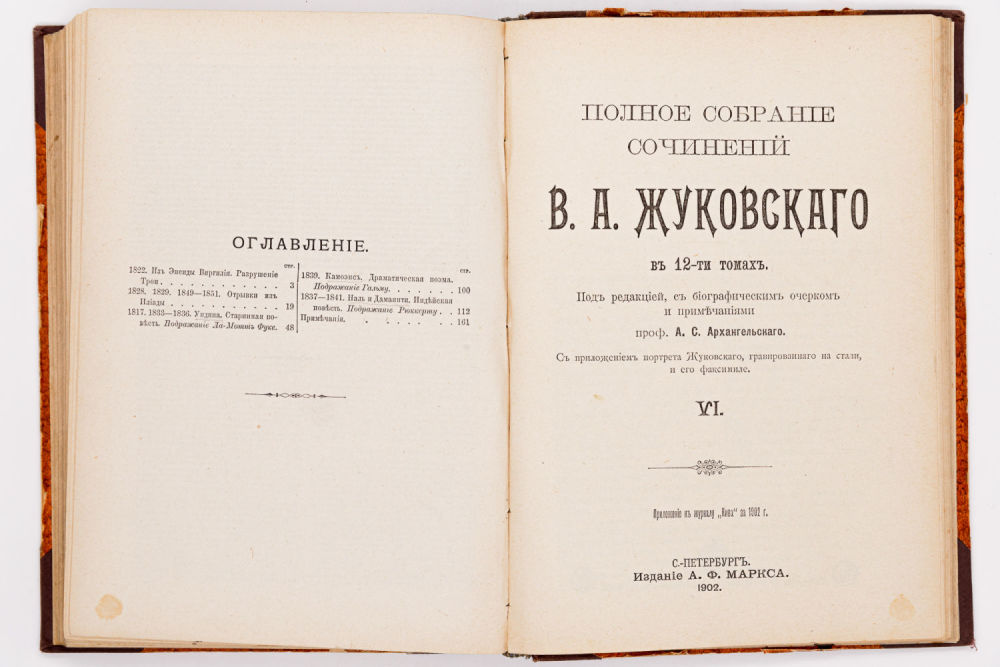 ОГЛАВЛЕНІЕ.
стр.
1822. Изъ Энеиды Виргилія. Разрушеніе
Трои . . . . . . . . . . . . 3
1828. 1829. 1849—1851. Отрывки изъ
Иліады . . . . . . . . . . . 19
1817. 1833—1836. Ундина. Старинная по-
вѣсть. Подражаніе Ла-Моттъ Фуке. 48
стр.
1839. Камоэнсъ. Драматическая поэма.
Подражаніе Гальму. . . . . . . 100
1837—1841. Наль и Дамаянти. Индѣйская
повѣсть. Подражаніе Рюккерту . . 112
Примѣчанія. . . . . . . . . 161
ПОЛНОЕ СОБРАНІЕ
СОЧИНЕНІЙ
В. А. ЖУКОВСКАГО
въ 12-ти томахъ.
Подъ редакціей, съ біографическимъ очеркомъ
и примѣчаніями
проф. А. С. Архангельскаго.
Съ приложеніемъ портрета Жуковскаго, гравированнаго на стали,
и его факсимиле.
VI.
Приложеніе къ журналу „Нива" за 1902 г.
С.-ПЕТЕРБУРГЪ.
Изданіе А. Ф. МАРКСА.
1902.